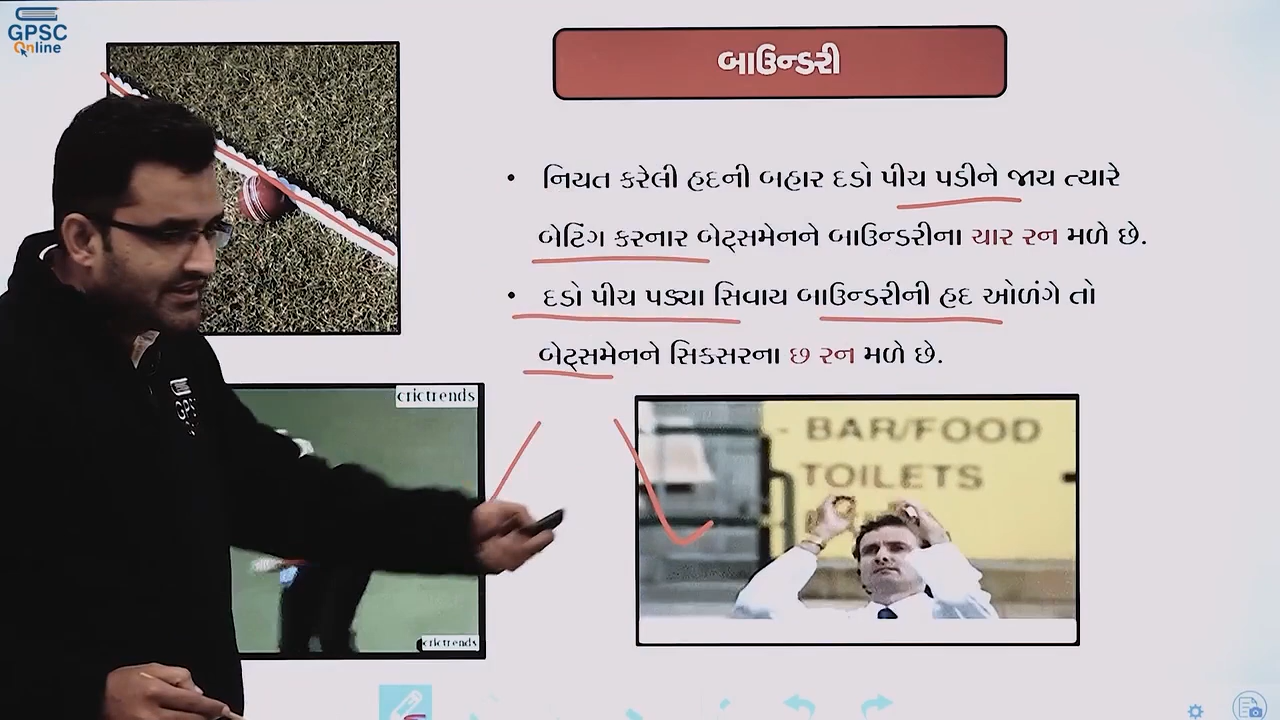 GPSC
Online
બાઉન્ડરી
• નિયત કરેલી હદની બહાર દડો પીચ પડીને જાય ત્યારે
બેટિંગ કરનાર બેટ્સમેનને બાઉન્ડરીના ચાર રન મળે છે.
• દડો પીચ પડ્યા સિવાય બાઉન્ડરીની હદ ઓળંગે તો
બેટ્સમેનને સિકસરના છ રન મળે છે.
crictrends
- BAR/FOOD
TOILETS
crictrends